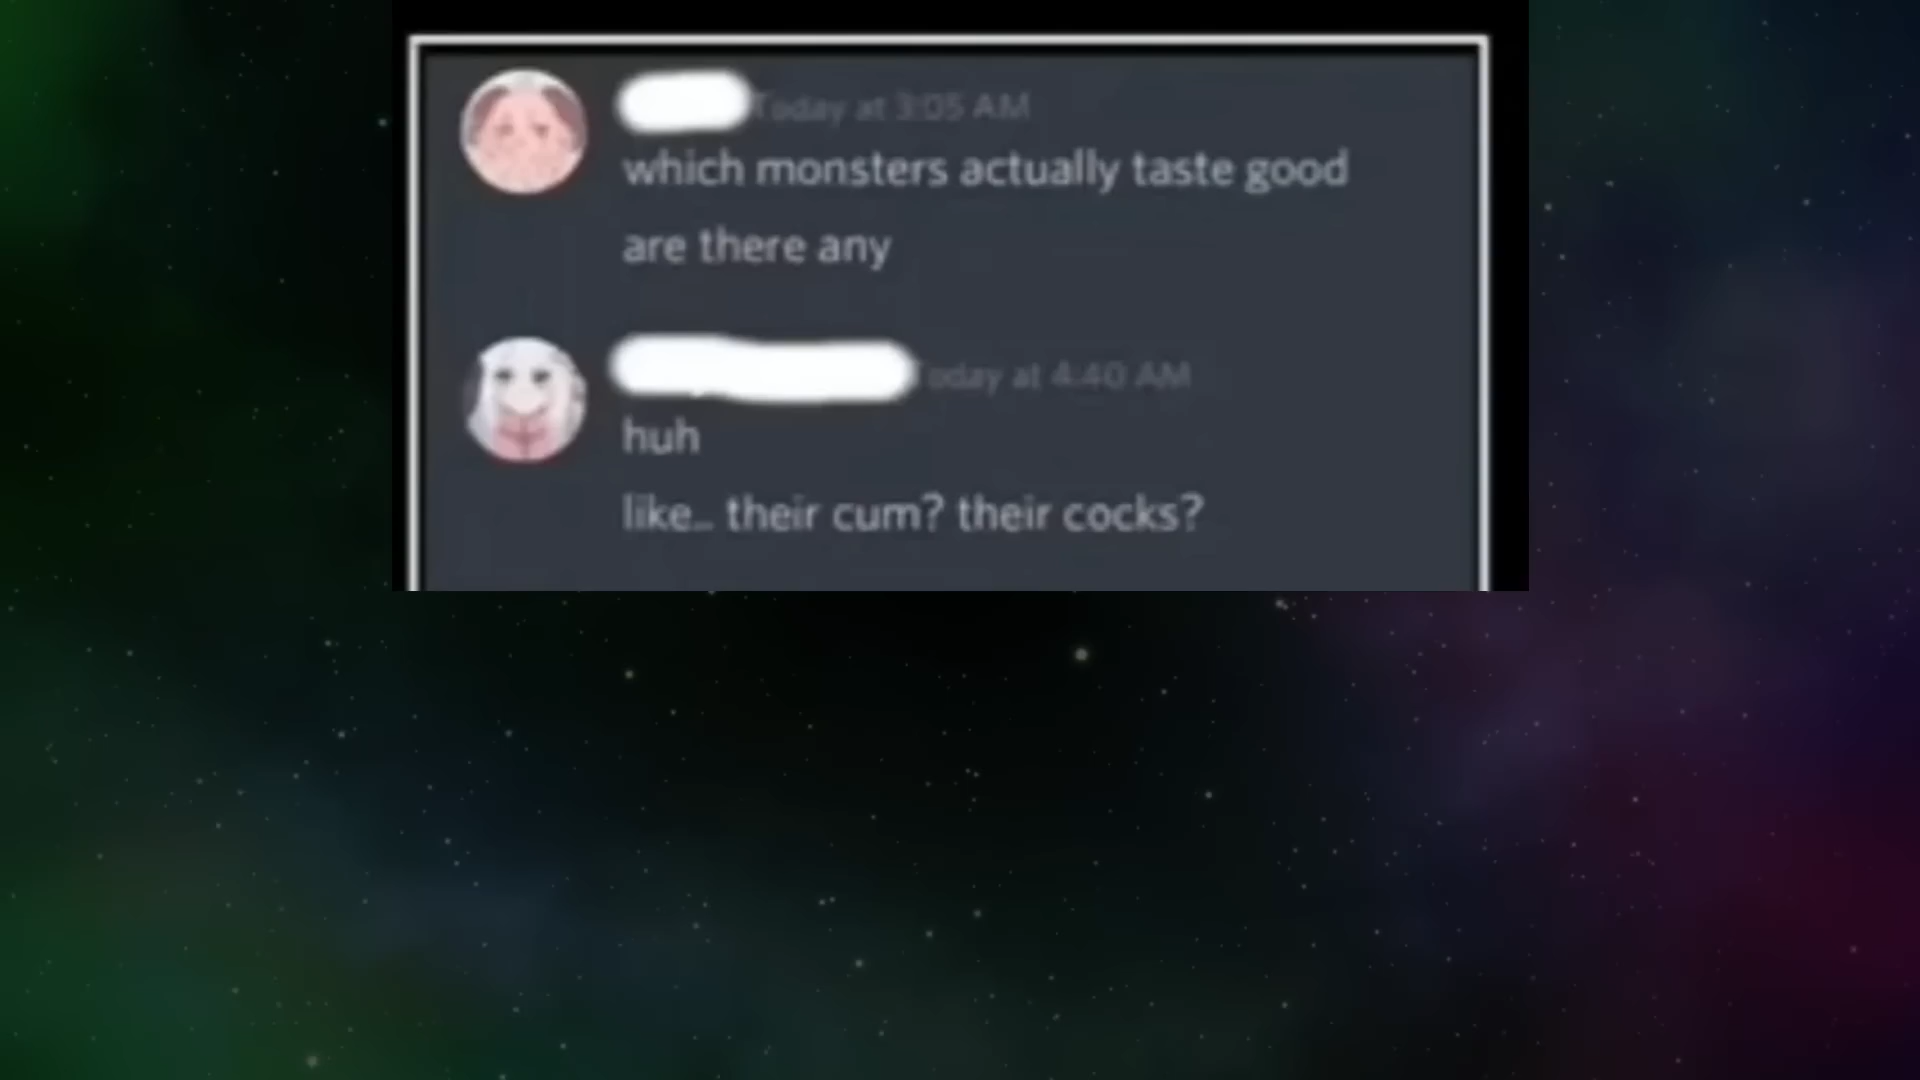 Today at 3:05 AM
which monsters actually taste good
are there any
Today at 4:40 AM
huh
like.. their cum? their cocks?